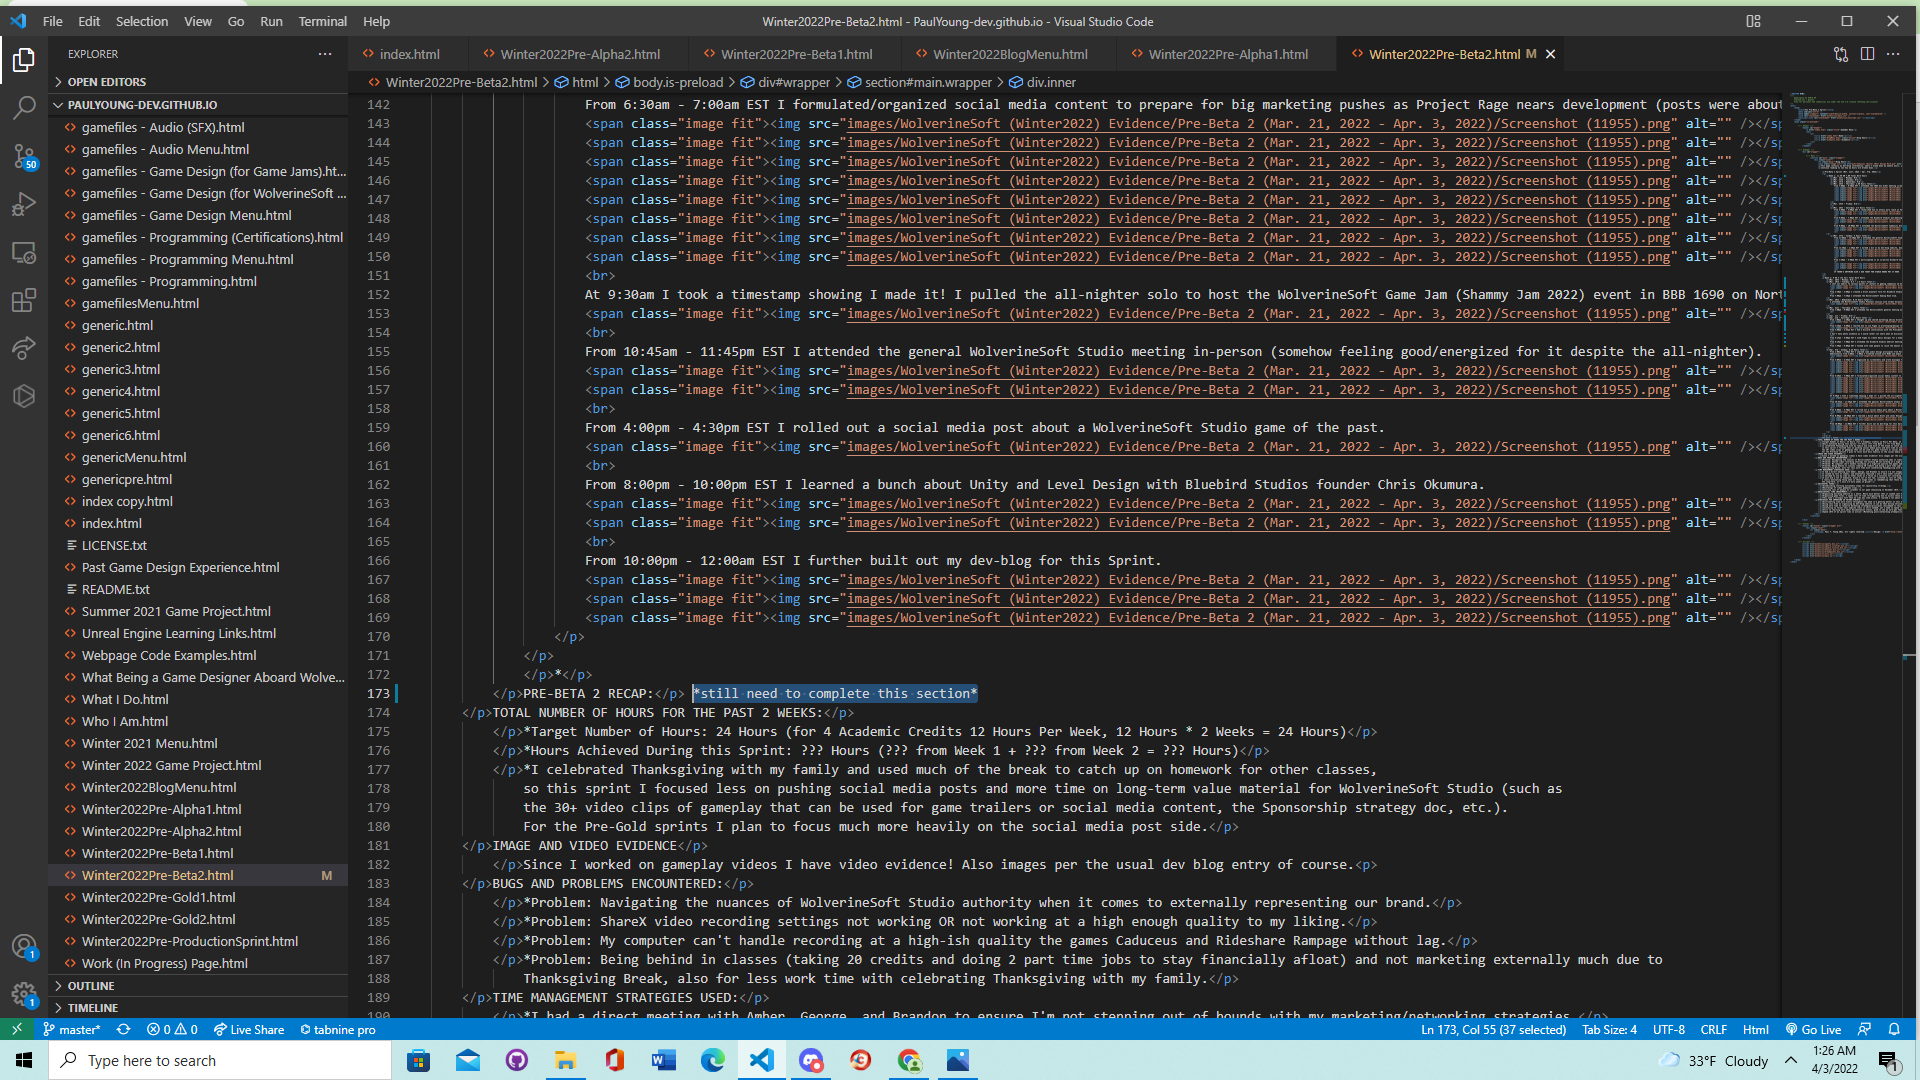 File Edit Selection View Go Run Terminal Help
Winter2022Pre-Beta2.html - PaulYoung-dev.github.io - Visual Studio Code
EXPLORER
index.html Winter2022Pre-Alpha2.html Winter2022Pre-Beta1.html Winter2022BlogMenu.html Winter2022Pre-Alpha1.html Winter2022Pre-Beta2.html M
Winter2022Pre-Beta2.html > html > body.is-preload > div#wrapper > section#main.wrapper > div.inner
OPEN EDITORS
PAULYOUNG-DEV.GITHUB.IO
gamefiles - Audio (SFX).html
gamefiles - Audio Menu.html
gamefiles - Game Design (for Game Jams).ht...
gamefiles - Game Design (for WolverineSoft ...
gamefiles - Game Design Menu.html
gamefiles - Programming (Certifications).html
gamefiles - Programming Menu.html
gamefiles - Programming.html
gamefilesMenu.html
generic.html
generic2.html
generic3.html
generic4.html
generic5.html
generic6.html
genericMenu.html
genericpre.html
index copy.html
index.html
LICENSE.txt
Past Game Design Experience.html
README.txt
Summer 2021 Game Project.html
Unreal Engine Learning Links.html
Webpage Code Examples.html
What Being a Game Designer Aboard Wolve...
What I Do.html
Who I Am.html
Winter 2021 Menu.html
Winter 2022 Game Project.html
Winter2022BlogMenu.html
Winter2022Pre-Alpha1.html
Winter2022Pre-Alpha2.html
Winter2022Pre-Beta1.html
Winter2022Pre-Beta2.html M
Winter2022Pre-Gold1.html
Winter2022Pre-Gold2.html
Winter2022Pre-ProductionSprint.html
Work (In Progress) Page.html
OUTLINE
TIMELINE
50
1
1
142 From 6:30am - 7:00am EST I formulated/organized social media content to prepare for big marketing pushes as Project Rage nears development (posts were about
143 <span class="image fit"><img src="images/WolverineSoft (Winter2022) Evidence/Pre-Beta 2 (Mar. 21, 2022 - Apr. 3, 2022)/Screenshot (11955).png" alt="" /></sp
144 <span class="image fit"><img src="images/WolverineSoft (Winter2022) Evidence/Pre-Beta 2 (Mar. 21, 2022 - Apr. 3, 2022)/Screenshot (11955).png" alt="" /></sp
145 <span class="image fit"><img src="images/WolverineSoft (Winter2022) Evidence/Pre-Beta 2 (Mar. 21, 2022 - Apr. 3, 2022)/Screenshot (11955).png" alt="" /></sp
146 <span class="image fit"><img src="images/WolverineSoft (Winter2022) Evidence/Pre-Beta 2 (Mar. 21, 2022 - Apr. 3, 2022)/Screenshot (11955).png" alt="" /></sp
147 <span class="image fit"><img src="images/WolverineSoft (Winter2022) Evidence/Pre-Beta 2 (Mar. 21, 2022 - Apr. 3, 2022)/Screenshot (11955).png" alt="" /></sp
148 <span class="image fit"><img src="images/WolverineSoft (Winter2022) Evidence/Pre-Beta 2 (Mar. 21, 2022 - Apr. 3, 2022)/Screenshot (11955).png" alt="" /></sp
149 <span class="image fit"><img src="images/WolverineSoft (Winter2022) Evidence/Pre-Beta 2 (Mar. 21, 2022 - Apr. 3, 2022)/Screenshot (11955).png" alt="" /></sp
150 <span class="image fit"><img src="images/WolverineSoft (Winter2022) Evidence/Pre-Beta 2 (Mar. 21, 2022 - Apr. 3, 2022)/Screenshot (11955).png" alt="" /></sp
151 <br>
152 At 9:30am I took a timestamp showing I made it! I pulled the all-nighter solo to host the WolverineSoft Game Jam (Shammy Jam 2022) event in BBB 1690 on Nort
153 <span class="image fit"><img src="images/WolverineSoft (Winter2022) Evidence/Pre-Beta 2 (Mar. 21, 2022 - Apr. 3, 2022)/Screenshot (11955).png" alt="" /></sp
154 <br>
155 From 10:45am - 11:45pm EST I attended the general WolverineSoft Studio meeting in-person (somehow feeling good/energized for it despite the all-nighter).
156 <span class="image fit"><img src="images/WolverineSoft (Winter2022) Evidence/Pre-Beta 2 (Mar. 21, 2022 - Apr. 3, 2022)/Screenshot (11955).png" alt="" /></sp
157 <span class="image fit"><img src="images/WolverineSoft (Winter2022) Evidence/Pre-Beta 2 (Mar. 21, 2022 - Apr. 3, 2022)/Screenshot (11955).png" alt="" /></sp
158 <br>
159 From 4:00pm - 4:30pm EST I rolled out a social media post about a WolverineSoft Studio game of the past.
160 <span class="image fit"><img src="images/WolverineSoft (Winter2022) Evidence/Pre-Beta 2 (Mar. 21, 2022 - Apr. 3, 2022)/Screenshot (11955).png" alt="" /></sp
161 <br>
162 From 8:00pm - 10:00pm EST I learned a bunch about Unity and Level Design with Bluebird Studios founder Chris Okumura.
163 <span class="image fit"><img src="images/WolverineSoft (Winter2022) Evidence/Pre-Beta 2 (Mar. 21, 2022 - Apr. 3, 2022)/Screenshot (11955).png" alt="" /></sp
164 <span class="image fit"><img src="images/WolverineSoft (Winter2022) Evidence/Pre-Beta 2 (Mar. 21, 2022 - Apr. 3, 2022)/Screenshot (11955).png" alt="" /></sp
165 <br>
166 From 10:00pm - 12:00am EST I further built out my dev-blog for this Sprint.
167 <span class="image fit"><img src="images/WolverineSoft (Winter2022) Evidence/Pre-Beta 2 (Mar. 21, 2022 - Apr. 3, 2022)/Screenshot (11955).png" alt="" /></sp
168 <span class="image fit"><img src="images/WolverineSoft (Winter2022) Evidence/Pre-Beta 2 (Mar. 21, 2022 - Apr. 3, 2022)/Screenshot (11955).png" alt="" /></sp
169 <span class="image fit"><img src="images/WolverineSoft (Winter2022) Evidence/Pre-Beta 2 (Mar. 21, 2022 - Apr. 3, 2022)/Screenshot (11955).png" alt="" /></sp
170 </p>
171 </p>
172 </p>*</p>
173 </p>PRE-BETA 2 RECAP:</p> *still need to complete this section*
174 </p>TOTAL NUMBER OF HOURS FOR THE PAST 2 WEEKS:</p>
175 </p>*Target Number of Hours: 24 Hours (for 4 Academic Credits 12 Hours Per Week, 12 Hours * 2 Weeks = 24 Hours)</p>
176 </p>*Hours Achieved During this Sprint: ??? Hours (??? from Week 1 + ??? from Week 2 = ??? Hours)</p>
177 </p>*I celebrated Thanksgiving with my family and used much of the break to catch up on homework for other classes,
178 so this sprint I focused less on pushing social media posts and more time on long-term value material for WolverineSoft Studio (such as
179 the 30+ video clips of gameplay that can be used for game trailers or social media content, the Sponsorship strategy doc, etc.).
180 For the Pre-Gold sprints I plan to focus much more heavily on the social media post side.</p>
181 </p>IMAGE AND VIDEO EVIDENCE</p>
182 </p>Since I worked on gameplay videos I have video evidence! Also images per the usual dev blog entry of course.<p>
183 </p>BUGS AND PROBLEMS ENCOUNTERED:</p>
184 </p>*Problem: Navigating the nuances of WolverineSoft Studio authority when it comes to externally representing our brand.</p>
185 </p>*Problem: ShareX video recording settings not working OR not working at a high enough quality to my liking.</p>
186 </p>*Problem: My computer can't handle recording at a high-ish quality the games Caduceus and Rideshare Rampage without lag.</p>
187 </p>*Problem: Being behind in classes (taking 20 credits and doing 2 part time jobs to stay financially afloat) and not marketing externally much due to
188 Thanksgiving Break, also for less work time with celebrating Thanksgiving with my family.</p>
189 </p>TIME MANAGEMENT STRATEGIES USED:</p>
190 </p>*I had a direct meeting with Amber, George, and Brandon to ensure I'm not stepping out of bounds with my marketing/networking strategies.</p>
master* 0 0 Live Share tabnine pro
Ln 173, Col 55 (37 selected) Tab Size: 4 UTF-8 CRLF Html Go Live
Type here to search
33°F Cloudy
1:26 AM
4/3/2022
1